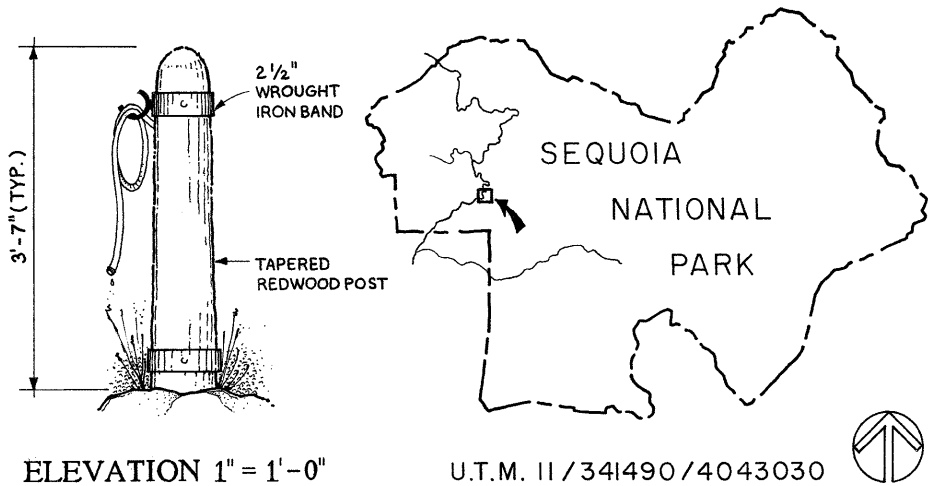 2 1/2"
WROUGHT
IRON BAND
3'-7" (TYP.)
TAPERED
REDWOOD POST
ELEVATION 1" = 1'-0"
SEQUOIA
NATIONAL
PARK
U.T.M. 11/341490/4043030